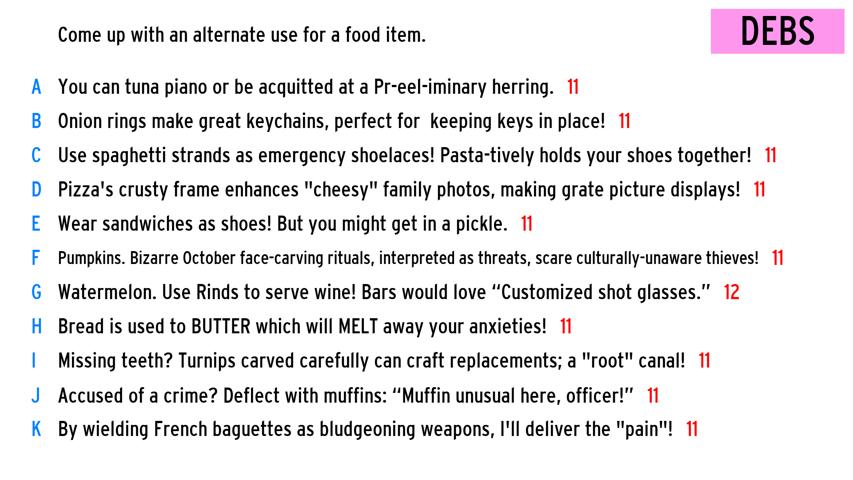 Come up with an alternate use for a food item.
DEBS
A You can tuna piano or be acquitted at a Pr-eel-iminary herring. 11
B Onion rings make great keychains, perfect for  keeping keys in place! 11
C Use spaghetti strands as emergency shoelaces! Pasta-tively holds your shoes together! 11
D Pizza's crusty frame enhances "cheesy" family photos, making grate picture displays! 11
E Wear sandwiches as shoes! But you might get in a pickle. 11
F Pumpkins. Bizarre October face-carving rituals, interpreted as threats, scare culturally-unaware thieves! 11
G Watermelon. Use Rinds to serve wine! Bars would love “Customized shot glasses.” 12
H Bread is used to BUTTER which will MELT away your anxieties! 11
I Missing teeth? Turnips carved carefully can craft replacements; a "root" canal! 11
J Accused of a crime? Deflect with muffins: “Muffin unusual here, officer!” 11
K By wielding French baguettes as bludgeoning weapons, I'll deliver the "pain"! 11